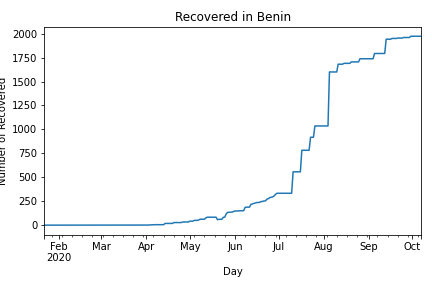 Recovered in Benin
Number of Recovered
2000
1750
1500
1250
1000
750
500
250
0
Feb Mar Apr May Jun Jul Aug Sep Oct
2020
Day